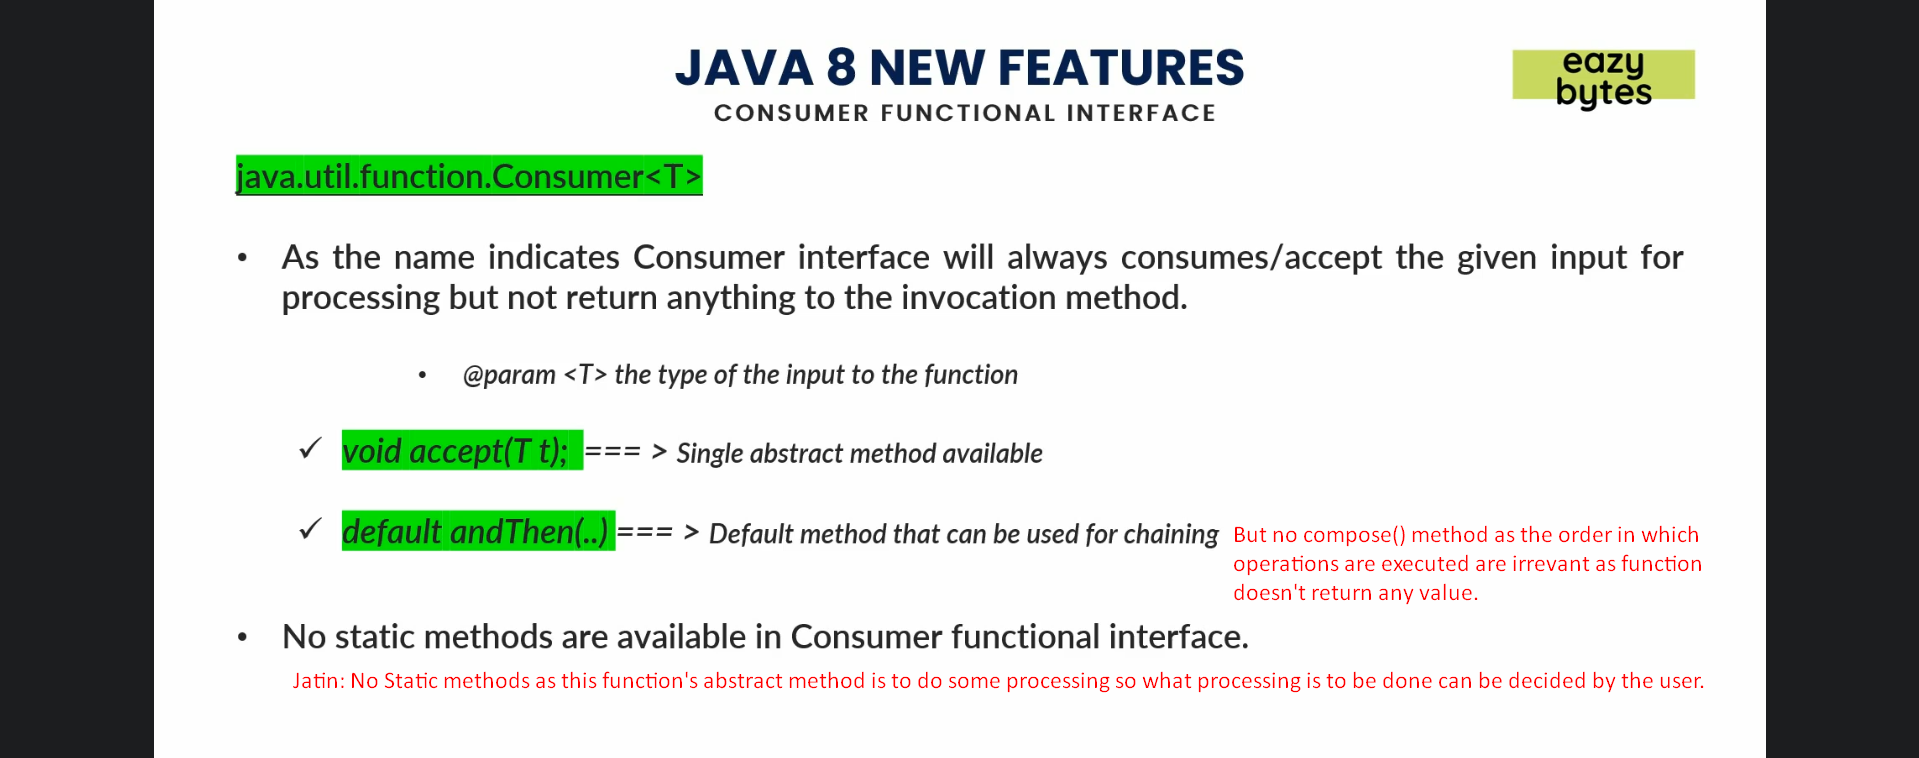 JAVA 8 NEW FEATURES
CONSUMER FUNCTIONAL INTERFACE
eazy
bytes
java.util.function.Consumer<T>
• As the name indicates Consumer interface will always consumes/accept the given input for
processing but not return anything to the invocation method.
• @param <T> the type of the input to the function
✓ void accept(T t); === > Single abstract method available
✓ default andThen(..) === > Default method that can be used for chaining
But no compose() method as the order in which
operations are executed are irrevant as function
doesn't return any value.
• No static methods are available in Consumer functional interface.
Jatin: No Static methods as this function's abstract method is to do some processing so what processing is to be done can be decided by the user.